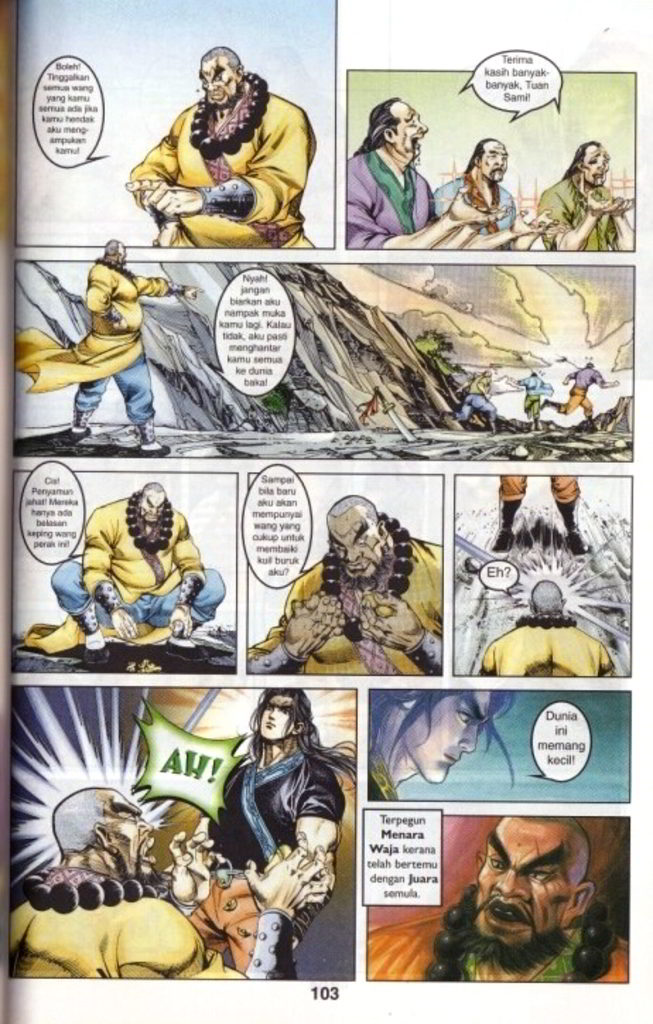 Boleh!
Tinggalkan
semua wang
yang kamu
semua ada jika
kamu hendak
aku meng-
ampunkan
kamu!
Terima
kasih banyak-
banyak, Tuan
Sami!
Nyah!
jangan
biarkan aku
nampak muka
kamu lagi. Kalau
tidak, aku pasti
menghantar
kamu semua
ke dunia
baka!
Cis!
Penyamun
jahat! Mereka
hanya ada
belasan
keping wang
perak ini!
Sampai
bila baru
aku akan
mempunyai
wang yang
cukup untuk
membaiki
kuil buruk
aku?
Eh?
AH!
Dunia
ini
memang
kecil!
Terpegun
Menara
Waja kerana
telah bertemu
dengan Juara
semula.
103